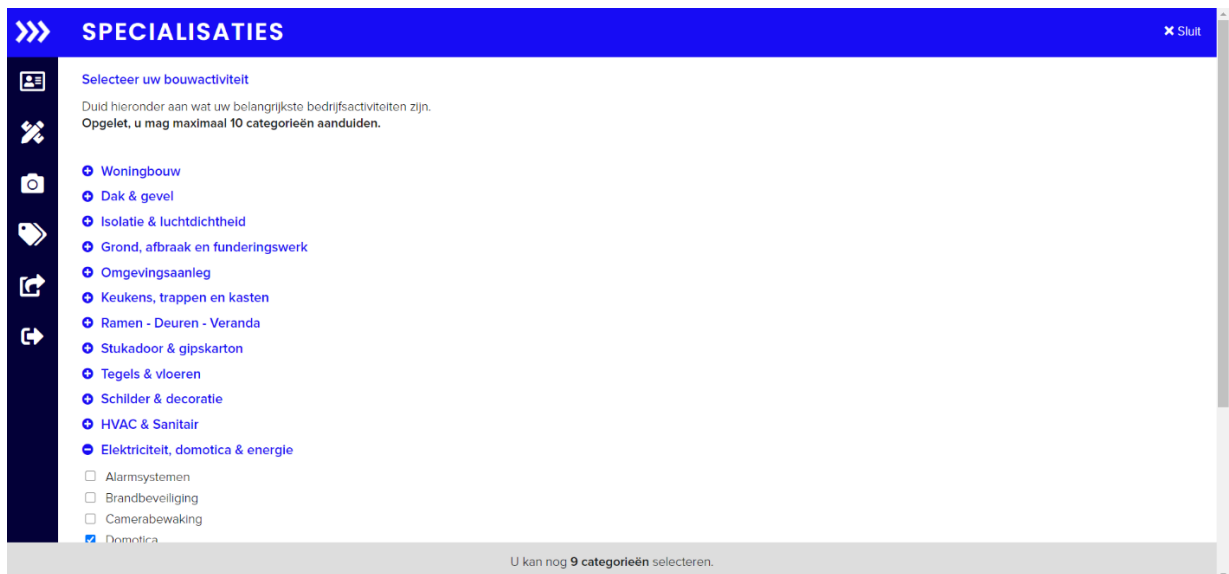 SPECIALISATIES
Sluit
Selecteer uw bouwactiviteit
Duid hieronder aan wat uw belangrijkste bedrijfsactiviteiten zijn.
Opgelet, u mag maximaal 10 categorieën aanduiden.
Woningbouw
Dak & gevel
Isolatie & luchtdichtheid
Grond, afbraak en funderingswerk
Omgevingsaanleg
Keukens, trappen en kasten
Ramen - Deuren - Veranda
Stukadoor & gipskarton
Tegels & vloeren
Schilder & decoratie
HVAC & Sanitair
Elektriciteit, domotica & energie
Alarmsystemen
Brandbeveiliging
Camerabewaking
Domotica
U kan nog 9 categorieën selecteren.